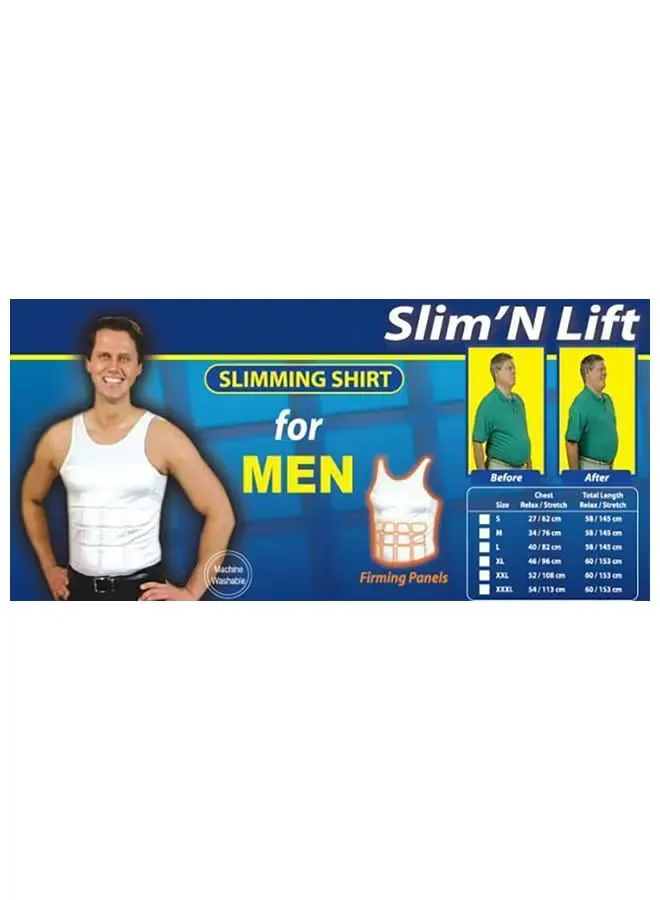 Slim'N Lift
SLIMMING SHIRT
for
MEN
Machine
Washable
Firming Panels
Before
After
Size Chest Relax / Stretch Total Length Relax / Stretch
S 27 / 62 cm 58 / 145 cm
M 34 / 76 cm 58 / 145 cm
L 40 / 82 cm 58 / 145 cm
XL 46 / 96 cm 60 / 153 cm
XXL 52 / 108 cm 60 / 153 cm
XXXL 54 / 113 cm 60 / 153 cm